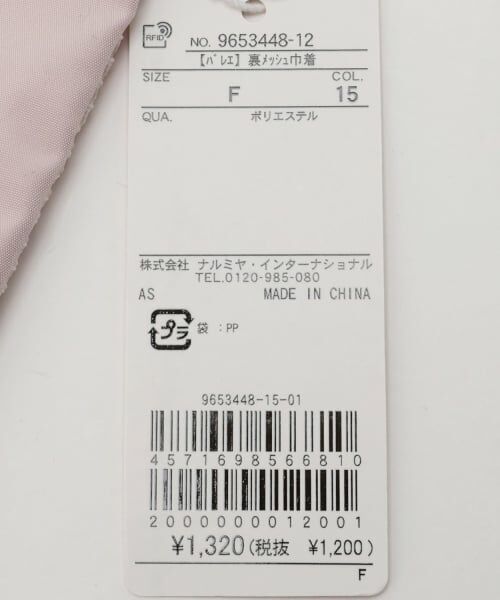 RFID
NO. 9653448-12
【ﾊﾞﾚｴ】裏ﾒｯｼｭ巾着
SIZE COL.
F 15
QUA. ポリエステル
株式会社 ナルミヤ・インターナショナル
TEL.0120-985-080
AS MADE IN CHINA
プラ 袋 : PP
9653448-15-01
4571698566810
2000000012001
¥1,320(税抜 ¥1,200)
F